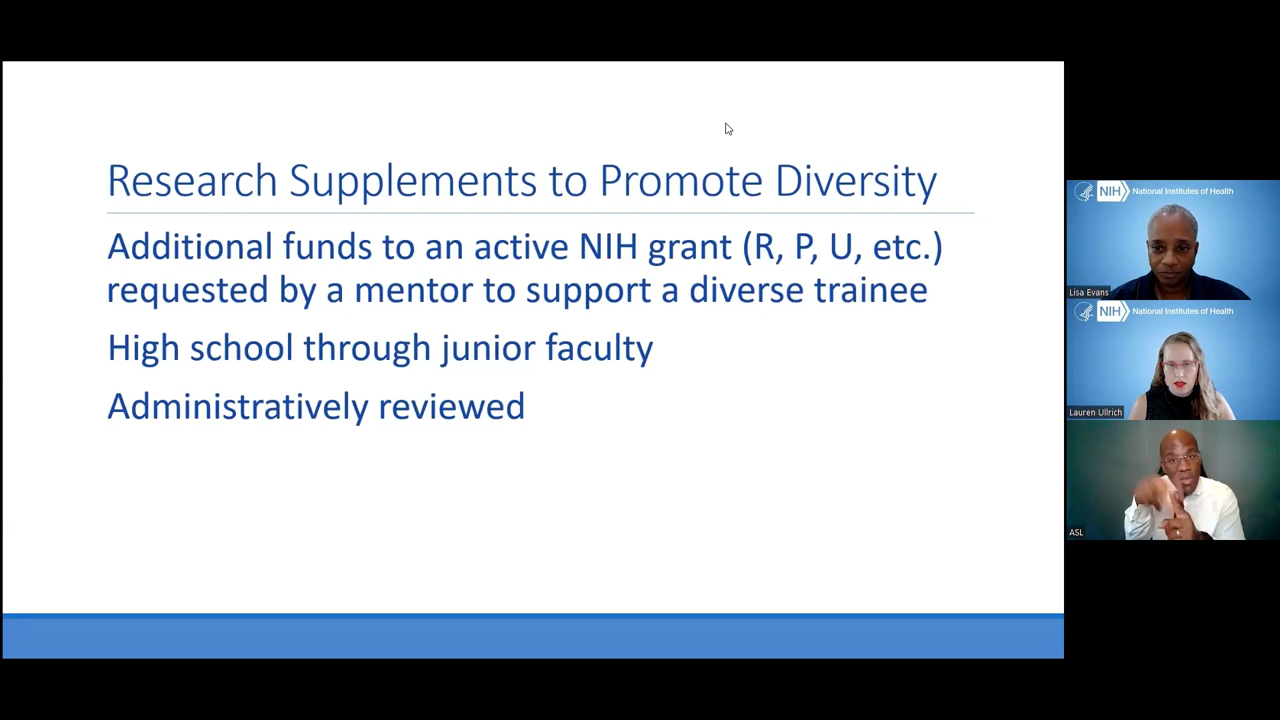 Research Supplements to Promote Diversity
Additional funds to an active NIH grant (R, P, U, etc.)
requested by a mentor to support a diverse trainee
High school through junior faculty
Administratively reviewed
NIH National Institutes of Health
Lisa Evans
NIH National Institutes of Health
Lauren Ullrich
ASL